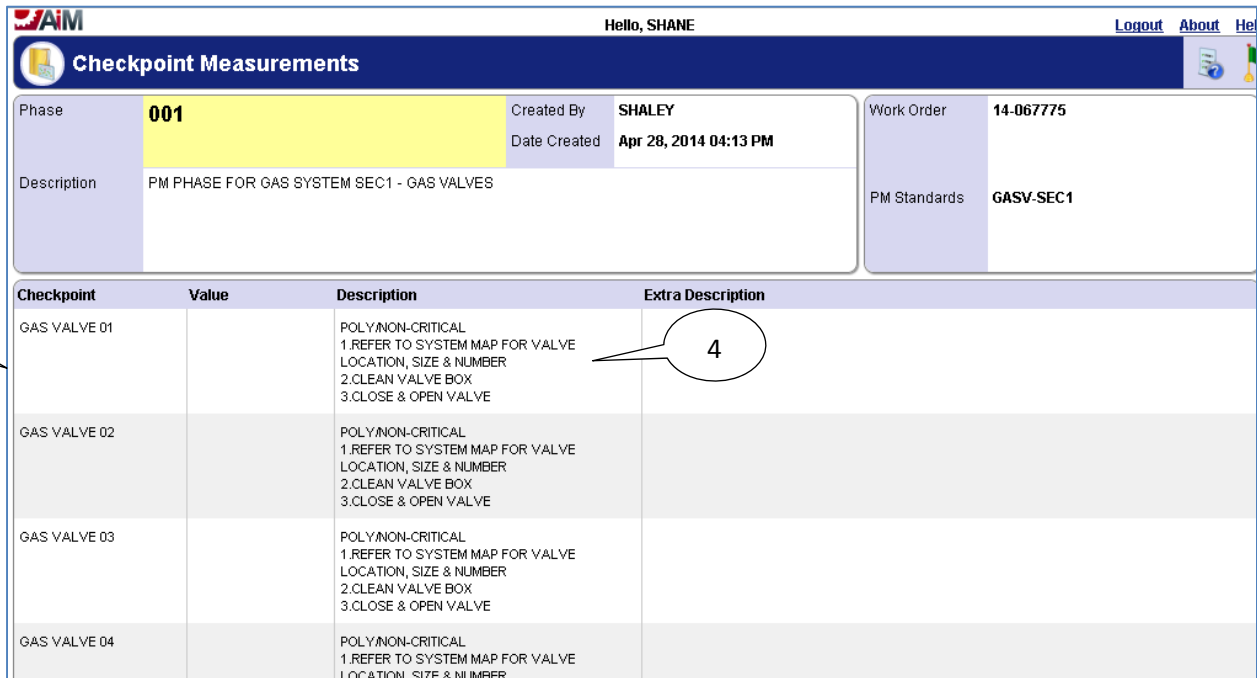 AiM
Hello, SHANE
Logout About Hel
Checkpoint Measurements
Phase 001
Created By SHALEY
Date Created Apr 28, 2014 04:13 PM
Description PM PHASE FOR GAS SYSTEM SEC1 - GAS VALVES
Work Order 14-067775
PM Standards GASV-SEC1
Checkpoint Value Description Extra Description
GAS VALVE 01
POLY/NON-CRITICAL
1.REFER TO SYSTEM MAP FOR VALVE
LOCATION, SIZE & NUMBER
2.CLEAN VALVE BOX
3.CLOSE & OPEN VALVE
4
GAS VALVE 02
POLY/NON-CRITICAL
1.REFER TO SYSTEM MAP FOR VALVE
LOCATION, SIZE & NUMBER
2.CLEAN VALVE BOX
3.CLOSE & OPEN VALVE
GAS VALVE 03
POLY/NON-CRITICAL
1.REFER TO SYSTEM MAP FOR VALVE
LOCATION, SIZE & NUMBER
2.CLEAN VALVE BOX
3.CLOSE & OPEN VALVE
GAS VALVE 04
POLY/NON-CRITICAL
1.REFER TO SYSTEM MAP FOR VALVE
LOCATION, SIZE & NUMBER